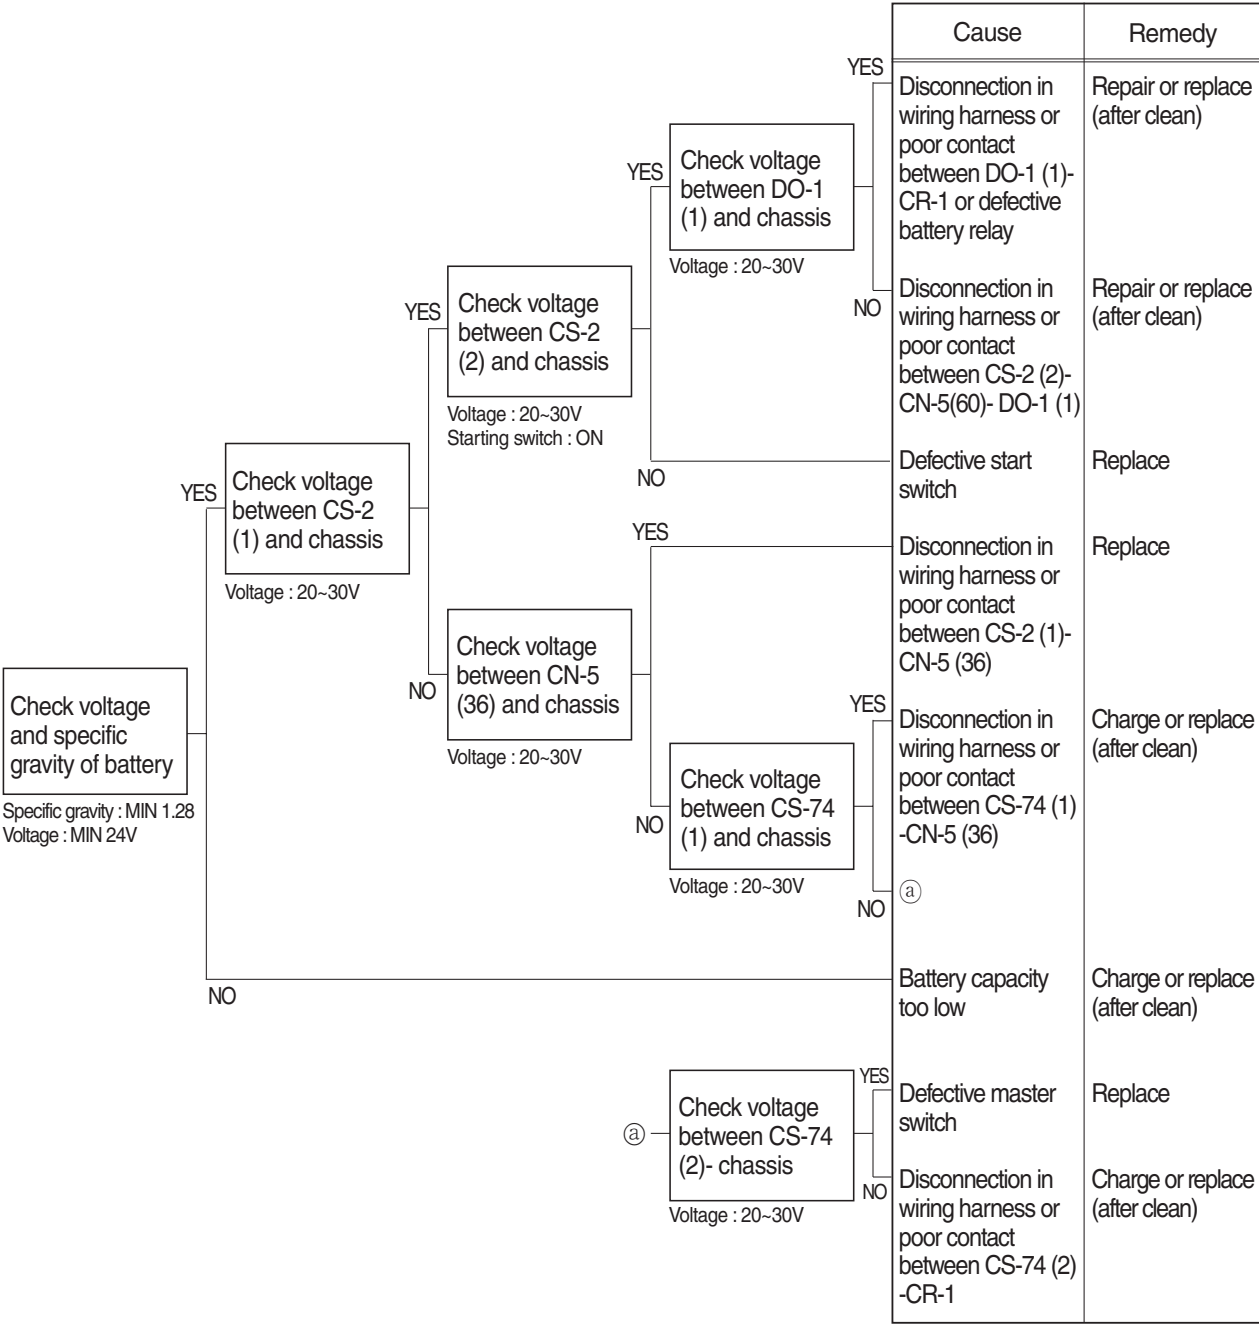 Cause
Remedy
YES
Disconnection in
wiring harness or
poor contact
between DO-1 (1)-
CR-1 or defective
battery relay
Repair or replace
(after clean)
YES
Check voltage
between DO-1
(1) and chassis
Voltage : 20~30V
NO
Disconnection in
wiring harness or
poor contact
between CS-2 (2)-
CN-5(60)- DO-1 (1)
Repair or replace
(after clean)
YES
Check voltage
between CS-2
(2) and chassis
Voltage : 20~30V
Starting switch : ON
NO
Defective start
switch
Replace
YES
Check voltage
between CS-2
(1) and chassis
Voltage : 20~30V
YES
Disconnection in
wiring harness or
poor contact
between CS-2 (1)-
CN-5 (36)
Replace
NO
Check voltage
between CN-5
(36) and chassis
Voltage : 20~30V
Check voltage
and specific
gravity of battery
Specific gravity : MIN 1.28
Voltage : MIN 24V
YES
Disconnection in
wiring harness or
poor contact
between CS-74 (1)
-CN-5 (36)
Charge or replace
(after clean)
NO
Check voltage
between CS-74
(1) and chassis
Voltage : 20~30V
NO
ⓐ
NO
Battery capacity
too low
Charge or replace
(after clean)
ⓐ
Check voltage
between CS-74
(2)- chassis
Voltage : 20~30V
YES
Defective master
switch
Replace
NO
Disconnection in
wiring harness or
poor contact
between CS-74 (2)
-CR-1
Charge or replace
(after clean)